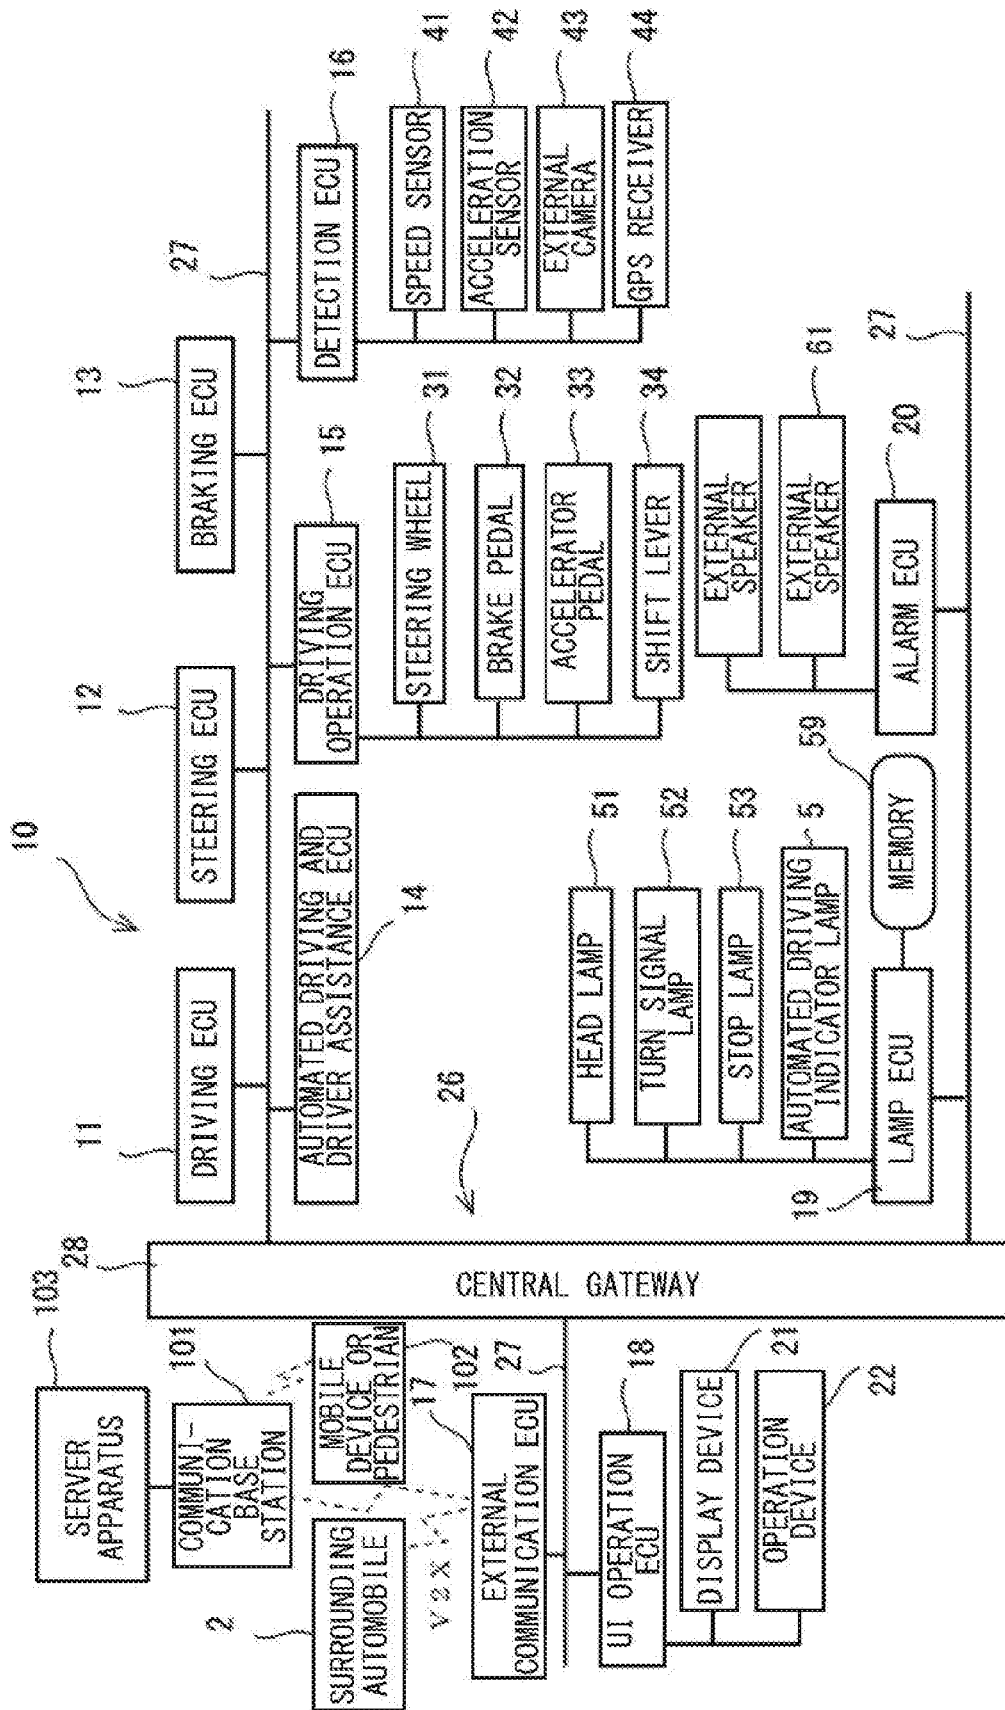 10
103
SERVER
APPARATUS
101
COMMUNI-
CATION
BASE
STATION
2
SURROUNDING
AUTOMOBILE
MOBILE
DEVICE OR
PEDESTRIAN
102
V2X
17
EXTERNAL
COMMUNICATION ECU
27
18
UI OPERATION
ECU
21
DISPLAY DEVICE
22
OPERATION
DEVICE
28
CENTRAL GATEWAY
26
11
DRIVING ECU
12
STEERING ECU
13
BRAKING ECU
27
14
AUTOMATED DRIVING AND
DRIVER ASSISTANCE ECU
15
DRIVING
OPERATION ECU
31
STEERING WHEEL
32
BRAKE PEDAL
33
ACCELERATOR
PEDAL
34
SHIFT LEVER
16
DETECTION ECU
41
SPEED SENSOR
42
ACCELERATION
SENSOR
43
EXTERNAL
CAMERA
44
GPS RECEIVER
51
HEAD LAMP
52
TURN SIGNAL
LAMP
53
STOP LAMP
5
AUTOMATED DRIVING
INDICATOR LAMP
19
LAMP ECU
59
MEMORY
EXTERNAL
SPEAKER
61
EXTERNAL
SPEAKER
20
ALARM ECU
27